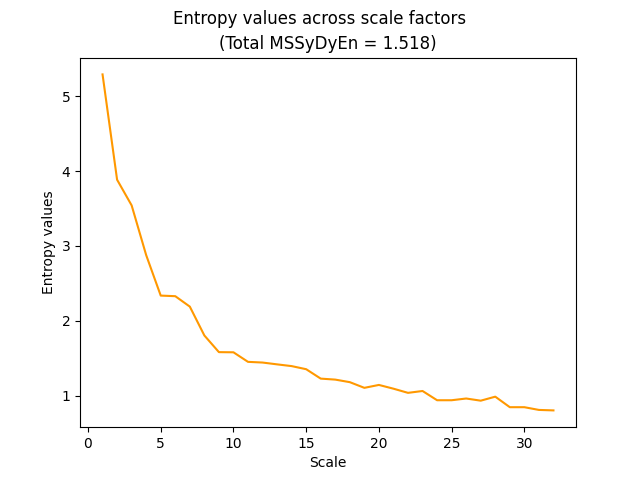 Entropy values across scale factors
(Total MSSyDyEn = 1.518)
Entropy values
5
4
3
2
1
0 5 10 15 20 25 30
Scale